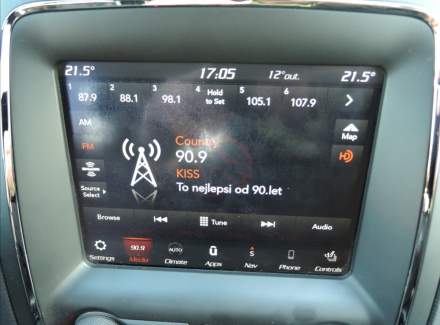 21.5° 17:05 12°out. 21.5°
1 87.9 2 88.1 3 98.1 4 Hold to Set 5 105.1 6 107.9
AM
Map
Country
FM
90.9
HD
KISS
Source Select
To nejlepsi od 90.let
Browse Tune Audio
Settings 90.9 Media AUTO Climate Apps S Nav Phone Controls